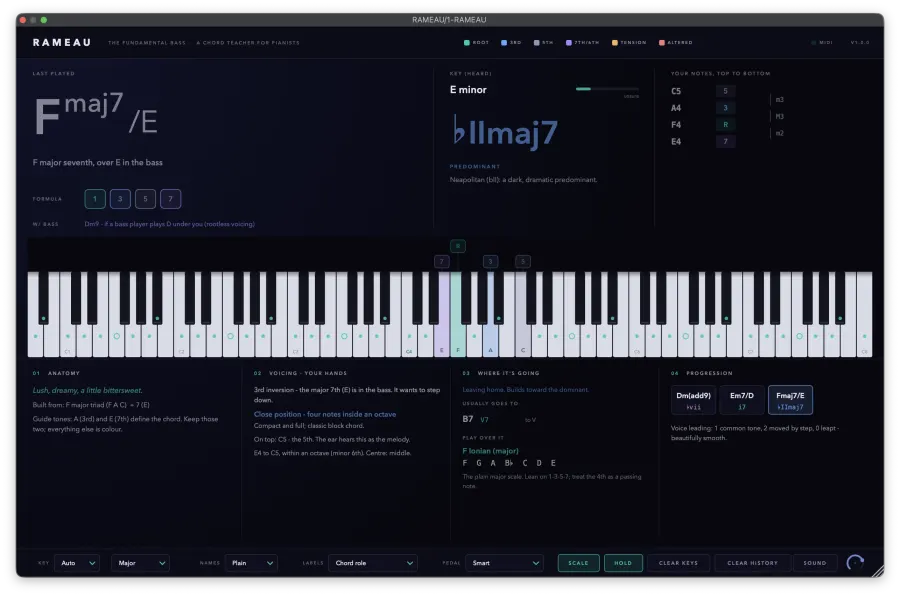 RAMEAU/1-RAMEAU
RAMEAU
THE FUNDAMENTAL BASS · A CHORD TEACHER FOR PIANISTS
ROOT
3RD
5TH
7TH/6TH
TENSION
ALTERED
MIDI
LAST PLAYED
Fmaj7/E
F major seventh, over E in the bass
FORMULA
1 3 5 7
W/ BASS
Dm9 - if a bass player plays D under you (rootless voicing)
KEY (HEARD)
E minor
♭IImaj7
PREDOMINANT
Neapolitan (bII): a dark, dramatic predominant.
YOUR NOTES, TOP TO BOTTOM
C5 5
A4 3
F4 R
E4 7
m3
M3
m2
R
7 3 5
E F A C
01 ANATOMY
Lush, dreamy, a little bittersweet.
Built from: F major triad (F A C) + 7 (E)
Guide tones: A (3rd) and E (7th) define the chord. Keep those
two; everything else is colour.
02 VOICING - YOUR HANDS
3rd inversion - the major 7th (E) is in the bass. It wants to step
down.
Close position - four notes inside an octave
Compact and full; classic block chord.
On top: C5 - the 5th. The ear hears this as the melody.
E4 to C5, within an octave (minor 6th). Centre: middle.
03 WHERE IT'S GOING
Leaving home. Builds toward the dominant.
USUALLY GOES TO
B7 V7 to V
PLAY OVER IT
F Ionian (major)
F G A B♭ C D E
The plain major scale. Lean on 1-3-5-7; treat the 4th as a passing
note.
04 PROGRESSION
Dm(add9) Em7/D Fmaj7/E
♭vii i7 ♭IImaj7
Voice leading: 1 common tone, 2 moved by step, 0 leapt -
beautifully smooth.
KEY Auto Major NAMES Plain LABELS Chord role PEDAL Smart SCALE HOLD CLEAR KEYS CLEAR HISTORY SOUND